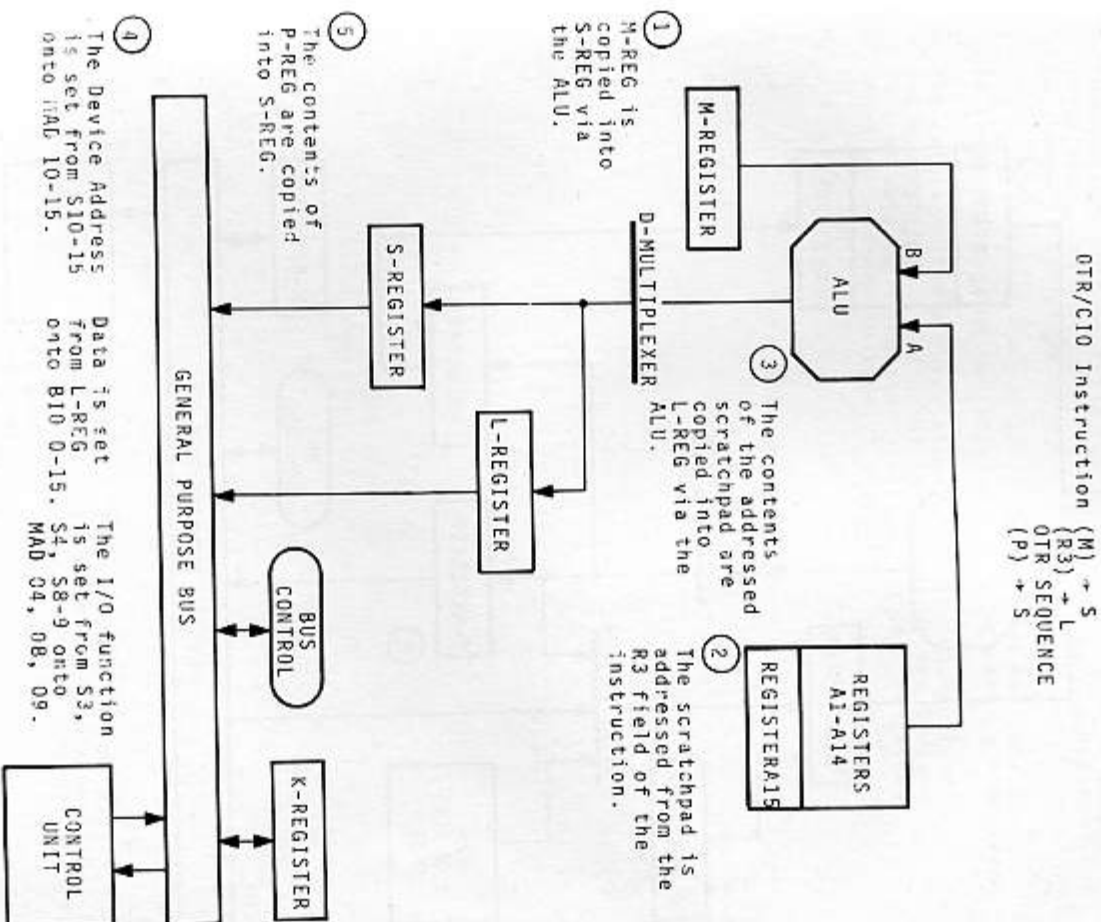 OTR/CIO Instruction (M) → S
(R3) → L
OTR SEQUENCE
(P) → S
B
A
ALU
M-REGISTER
REGISTERS
A1-A14
REGISTERA15
1
M-REG is
copied into
S-REG via
the ALU.
3
The contents
of the addressed
scratchpad are
copied into
L-REG via the
ALU.
2
The scratchpad is
addressed from the
R3 field of the
instruction.
D-MULTIPLEXER
S-REGISTER
L-REGISTER
5
The contents of
P-REG are copied
into S-REG.
BUS
CONTROL
K-REGISTER
GENERAL PURPOSE BUS
4
The Device Address
is set from S10-15
onto MAD 10-15.
Data is set
from L-REG
onto BIO 0-15.
The I/O function
is set from S3,
S4, S8-9 onto
MAD 04, 08, 09.
CONTROL
UNIT